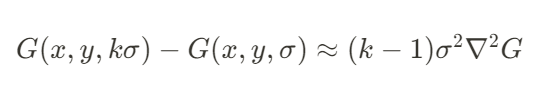 G(x, y, kσ) − G(x, y, σ) ≈ (k − 1)σ²∇²G